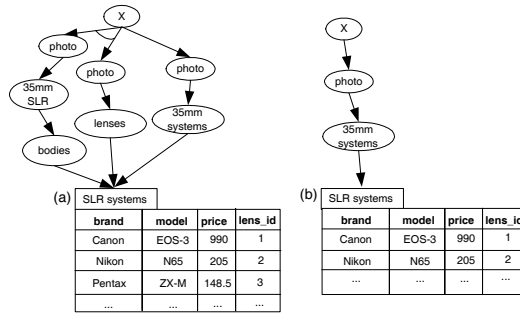 X
photo
photo
photo
35mm
SLR
35mm
systems
bodies
lenses
(a)
SLR systems
brand model price lens_id
Canon EOS-3 990 1
Nikon N65 205 2
Pentax ZX-M 148.5 3
... ... ... ...
X
photo
35mm
systems
(b)
SLR systems
brand model price lens_id
Canon EOS-3 990 1
Nikon N65 205 2
... ... ... ...